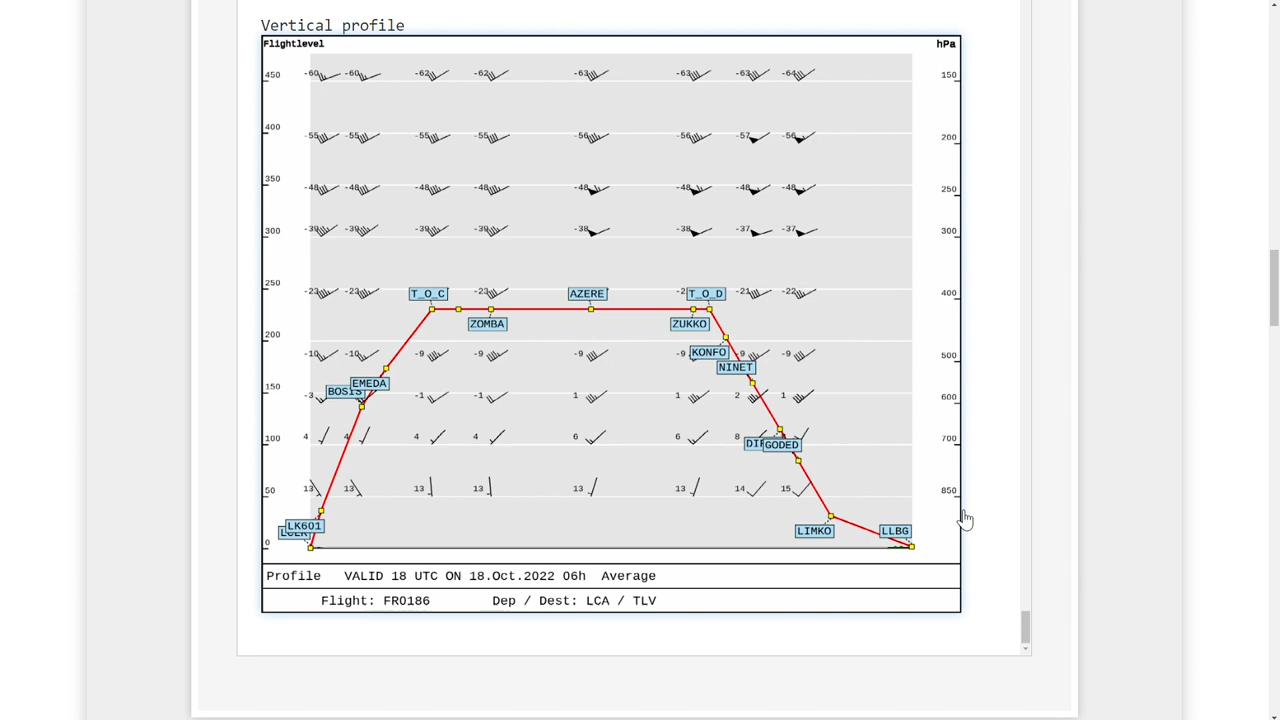 Vertical profile
Flightlevel hPa
450 -60 -60 -62 -62 -63 -63 -63 -64 150
400 -55 -55 -55 -55 -56 -56 -57 -56 200
350 -48 -48 -48 -48 -48 -48 -48 -48 250
300 -39 -39 -39 -39 -38 -38 -37 -37 300
250 -23 -23 -23 -21 -22 400
T_O_C AZERE T_O_D
ZOMBA ZUKKO
200 -10 -10 -9 -9 -9 -9 -9 -9 500
KONFO
NINET
EMEDA
150 -3 -1 -1 1 1 2 1 600
100 4 4 4 4 6 6 8 700
GODED
50 13 13 13 13 13 13 14 15 850
LK601
LIMKO LLBG
0
Profile VALID 18 UTC ON 18.Oct.2022 06h Average
Flight: FR0186 Dep / Dest: LCA / TLV